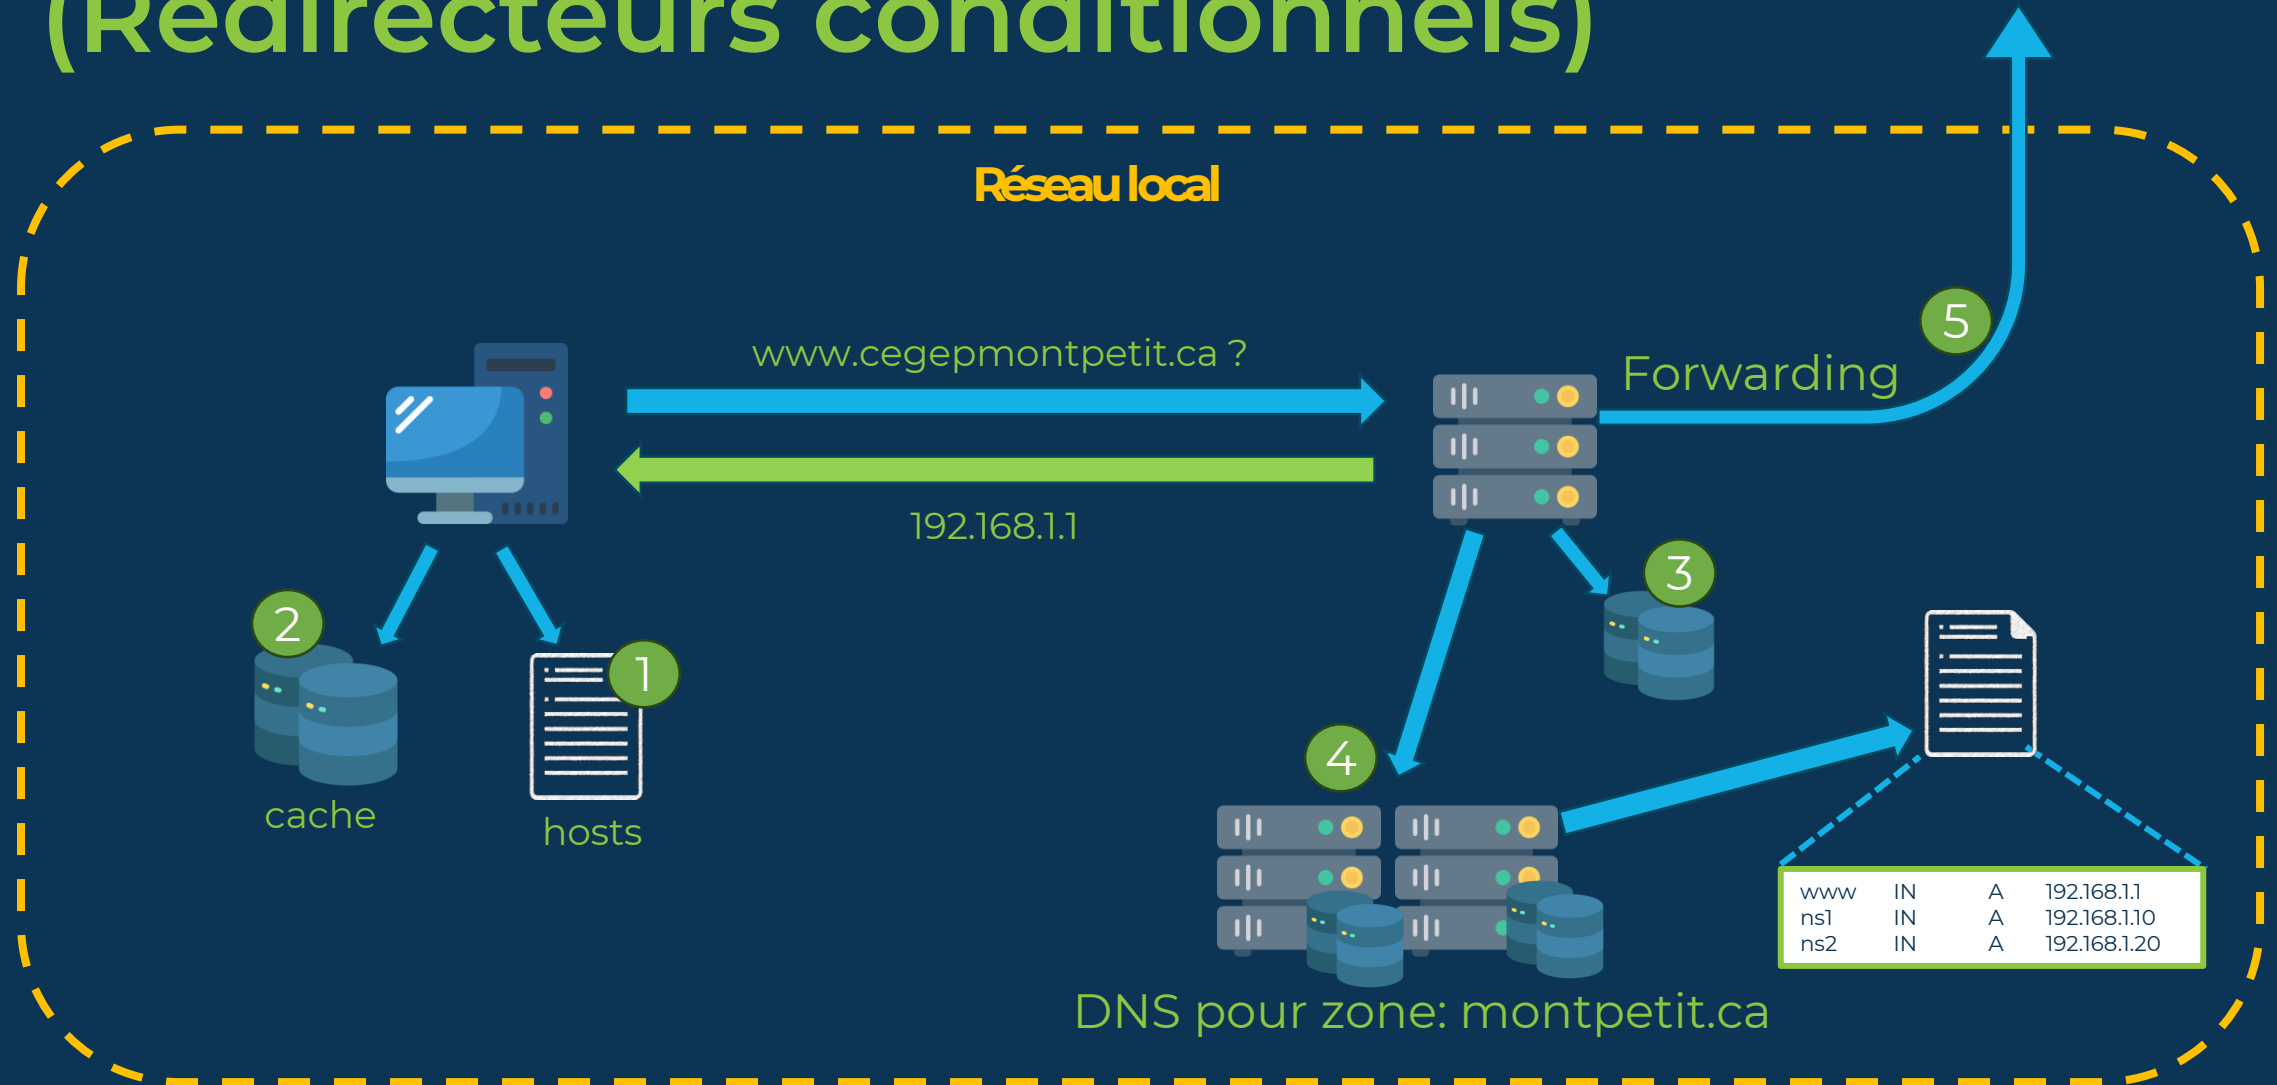 (Redirecteurs conditionnels)
Réseau local
www.cegepmontpetit.ca ?
5
Forwarding
192.168.1.1
3
2
1
4
cache
hosts
www IN A 192.168.1.1
ns1 IN A 192.168.1.10
ns2 IN A 192.168.1.20
DNS pour zone: montpetit.ca